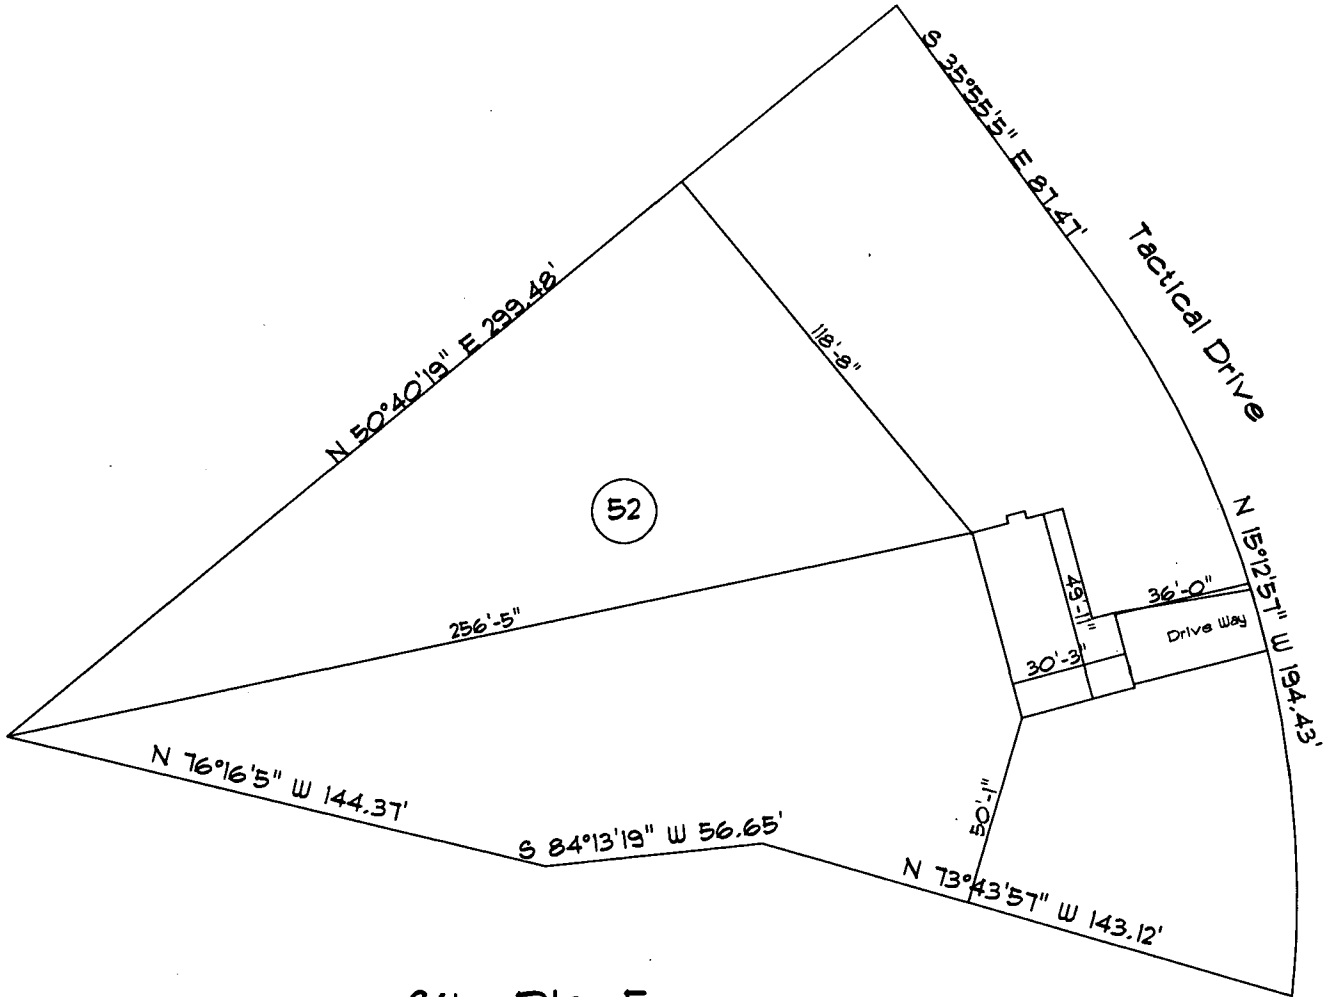 S 35°55'5" E 87.47'
Tactical Drive
N 50°40'19" E 299.48'
118'-8"
52
N 15°12'57" W 194.43'
256'-5"
49'-11"
36'-0"
Drive Way
30'-3"
N 76°16'5" W 144.37'
50'-1"
S 84°13'19" W 56.65'
N 73°43'57" W 143.12'